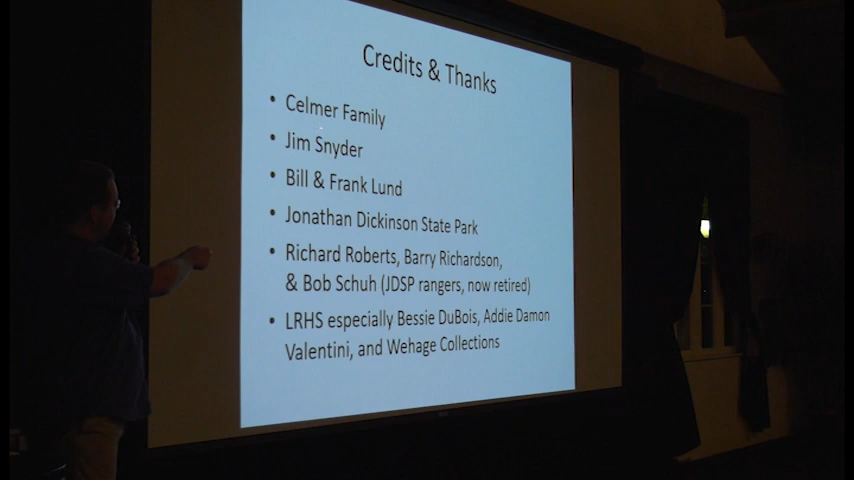 Credits & Thanks
• Celmer Family
• Jim Snyder
• Bill & Frank Lund
• Jonathan Dickinson State Park
• Richard Roberts, Barry Richardson,
& Bob Schuh (JDSP rangers, now retired)
• LRHS especially Bessie DuBois, Addie Damon
Valentini, and Wehage Collections